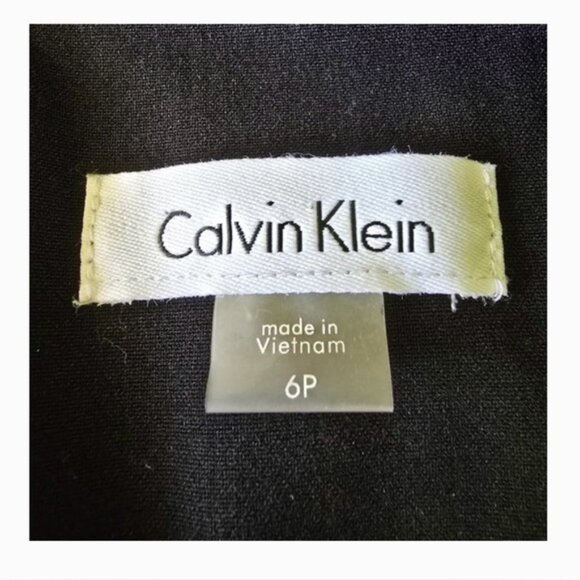 Calvin Klein
made in
Vietnam
6P